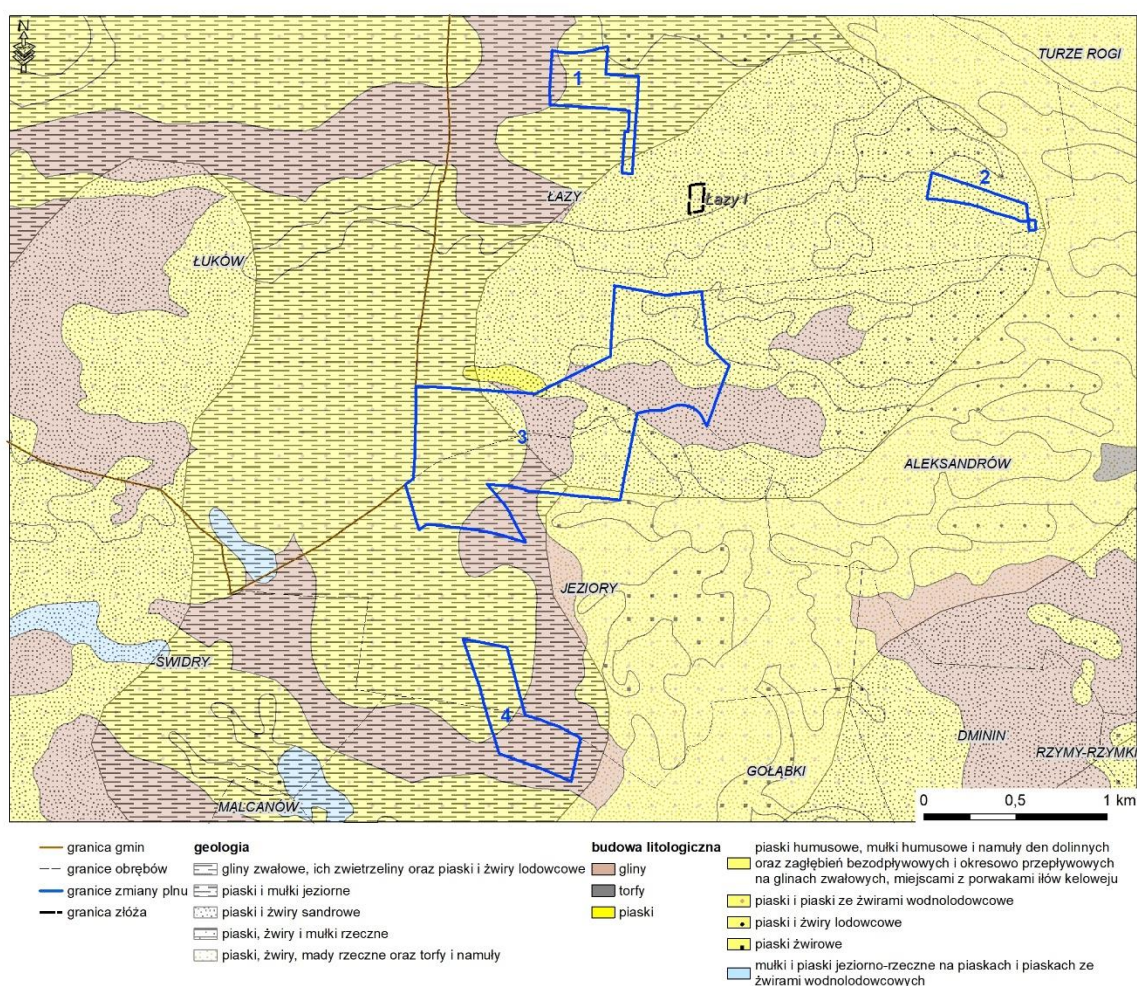 N
TURZE ROGI
1
2
ŁAZY
Łazy I
ŁUKÓW
3
ALEKSANDRÓW
JEZIORY
ŚWIDRY
4
DMININ
RZYMY-RZYMKI
GOŁĄBKI
MALCANÓW
0 0,5 1 km
granica gmin
granice obrębów
granice zmiany plnu
granica złóża
geologia
gliny zwałowe, ich zwietrzeliny oraz piaski i żwiry lodowcowe
piaski i mułki jeziorne
piaski i żwiry sandrowe
piaski, żwiry i mułki rzeczne
piaski, żwiry, mady rzeczne oraz torfy i namuły
budowa litologiczna
gliny
torfy
piaski
piaski humusowe, mułki humusowe i namuły den dolinnych
oraz zagłębień bezodpływowych i okresowo przepływowych
na glinach zwałowych, miejscami z porwakami iłów keloweju
piaski i piaski ze żwirami wodnolodowcowe
piaski i żwiry lodowcowe
piaski żwirowe
mułki i piaski jeziorno-rzeczne na piaskach i piaskach ze
żwirami wodnolodowcowych